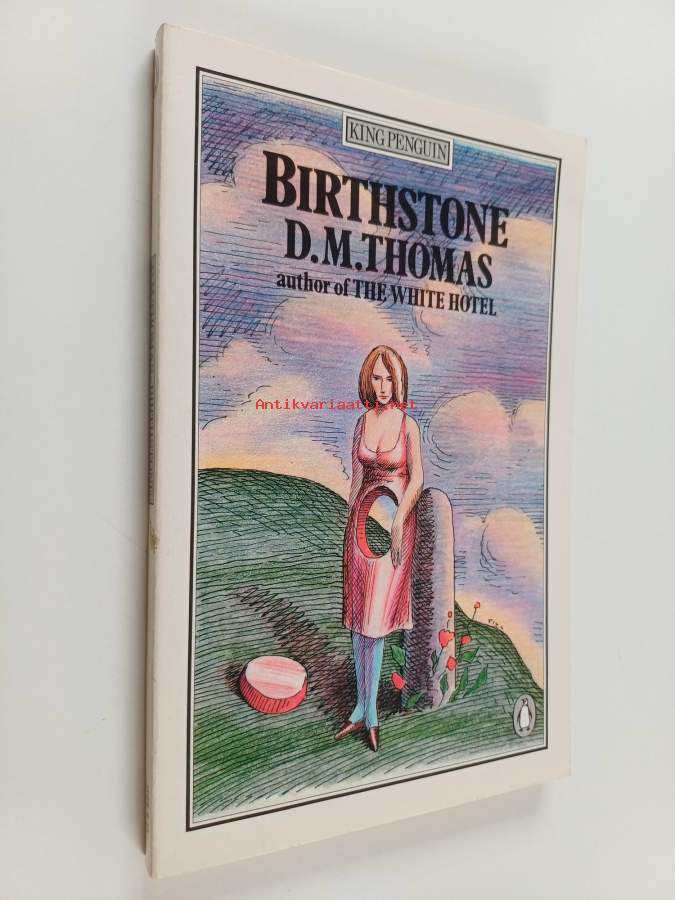 KING PENGUIN
BIRTHSTONE
D.M.THOMAS
author of THE WHITE HOTEL
Antikvariaatti.net